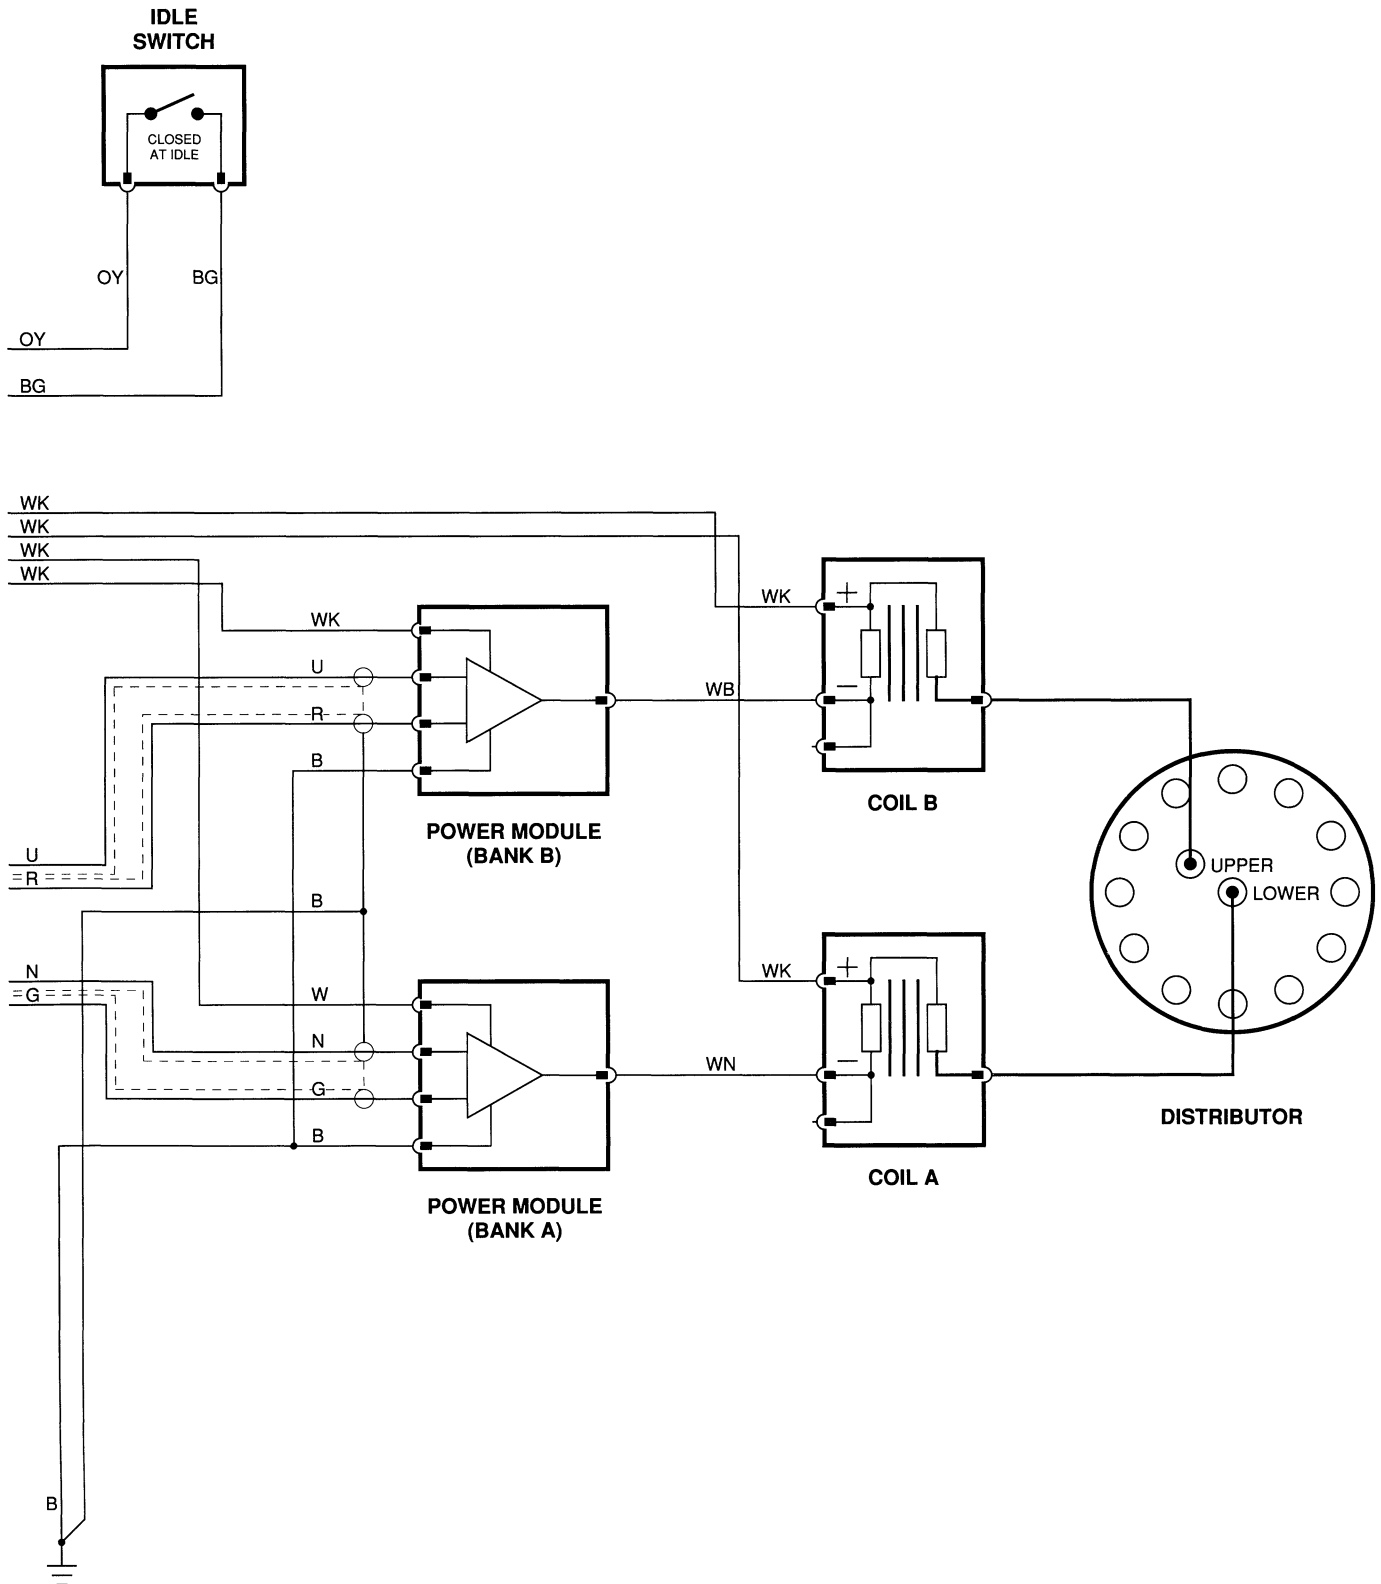 IDLE
SWITCH
CLOSED
AT IDLE
OY
BG
OY
BG
WK
WK
WK
WK
WK
WK
+
U
WB
−
R
B
COIL B
POWER MODULE
(BANK B)
U
R
UPPER
LOWER
B
N
G
W
WK
+
N
WN
−
G
B
DISTRIBUTOR
COIL A
POWER MODULE
(BANK A)
B